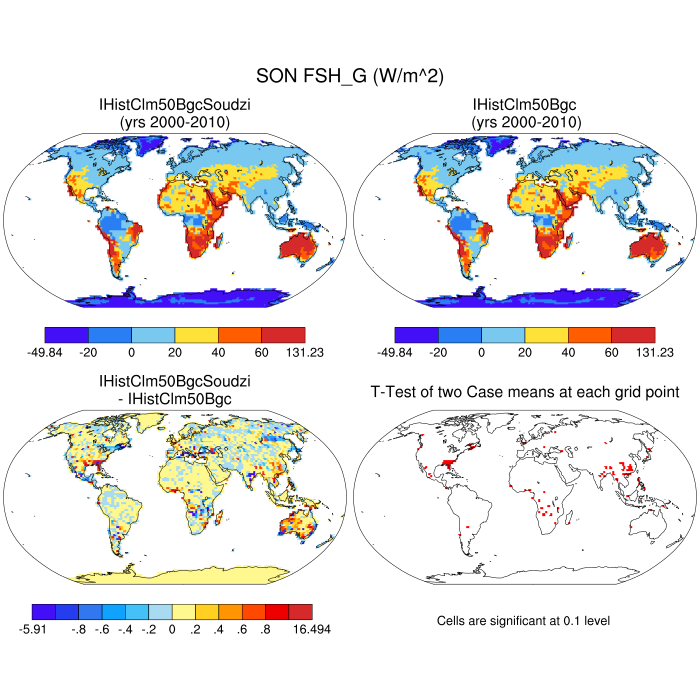 SON FSH_G (W/m^2)
IHistClm50BgcSoudzi
(yrs 2000-2010)
IHistClm50Bgc
(yrs 2000-2010)
-49.84 -20 0 20 40 60 131.23
-49.84 -20 0 20 40 60 131.23
IHistClm50BgcSoudzi
- IHistClm50Bgc
T-Test of two Case means at each grid point
-5.91 -.8 -.6 -.4 -.2 0 .2 .4 .6 .8 16.494
Cells are significant at 0.1 level